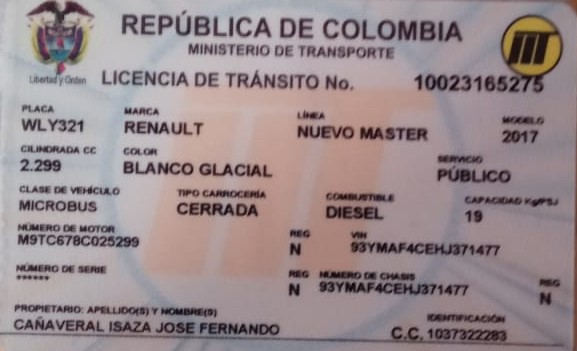 REPÚBLICA DE COLOMBIA
MINISTERIO DE TRANSPORTE
Libertad y Orden
LICENCIA DE TRÁNSITO No. 10023165275
PLACA MARCA LÍNEA MODELO
WLY321 RENAULT NUEVO MASTER 2017
CILINDRADA CC COLOR SERVICIO
2.299 BLANCO GLACIAL PÚBLICO
CLASE DE VEHÍCULO TIPO CARROCERÍA COMBUSTIBLE CAPACIDAD Kg/PSJ
MICROBUS CERRADA DIESEL 19
NÚMERO DE MOTOR REG VIN
M9TC678C025299 N 93YMAF4CEHJ371477
NÚMERO DE SERIE REG NÚMERO DE CHASIS REG
****** N 93YMAF4CEHJ371477 N
PROPIETARIO: APELLIDO(S) Y NOMBRE(S) IDENTIFICACIÓN
CAÑAVERAL ISAZA JOSE FERNANDO C.C. 1037322283